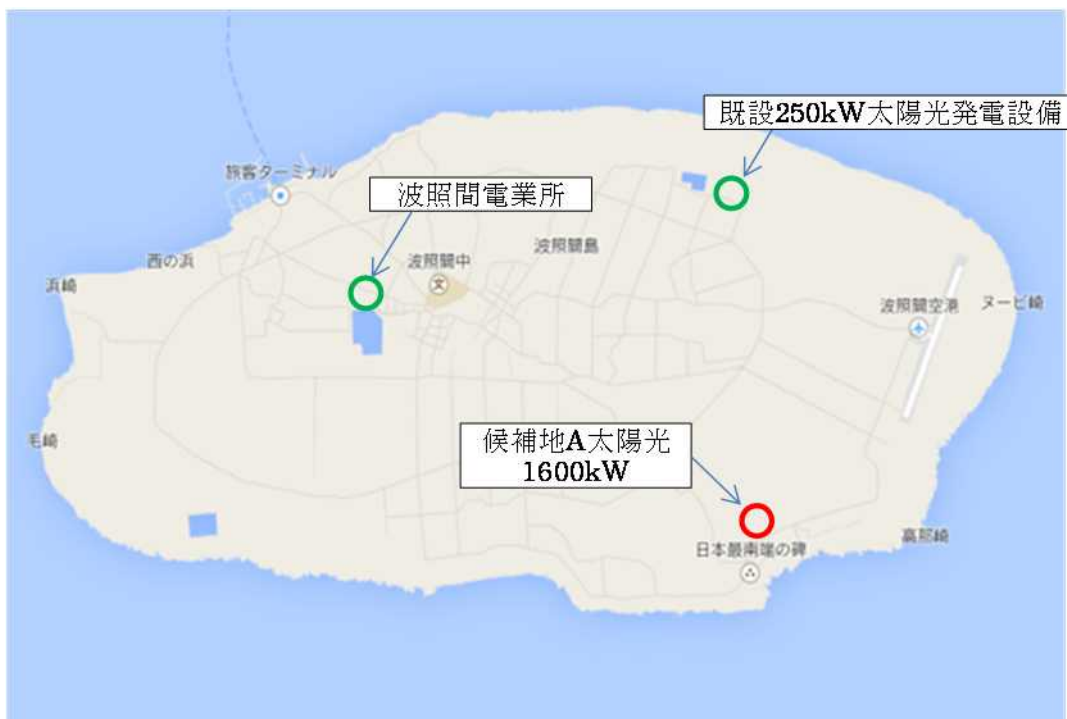 既設250kW太陽光発電設備
旅客ターミナル
波照間電業所
波照間島
西の浜
波照間中
文
浜崎
波照間空港
ヌービ崎
毛崎
候補地A太陽光
1600kW
高那崎
日本最南端の碑